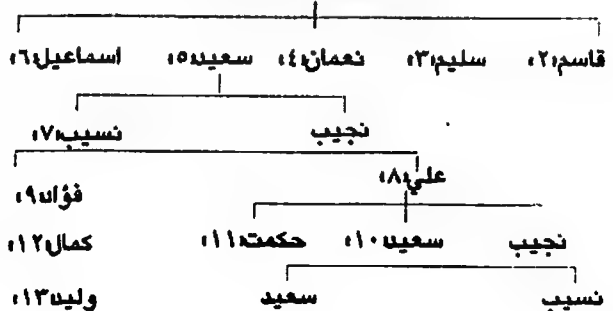 قاسم«٢» سليم«٣» نعمان«٤» سعيد«٥» اسماعيل«٦»
نجيب نسيب«٧»
علي«٨» فؤاد«٩»
نجيب سعيد«١٠» حكمت«١١» كمال«١٢»
نسيب سعيد وليد«١٣»